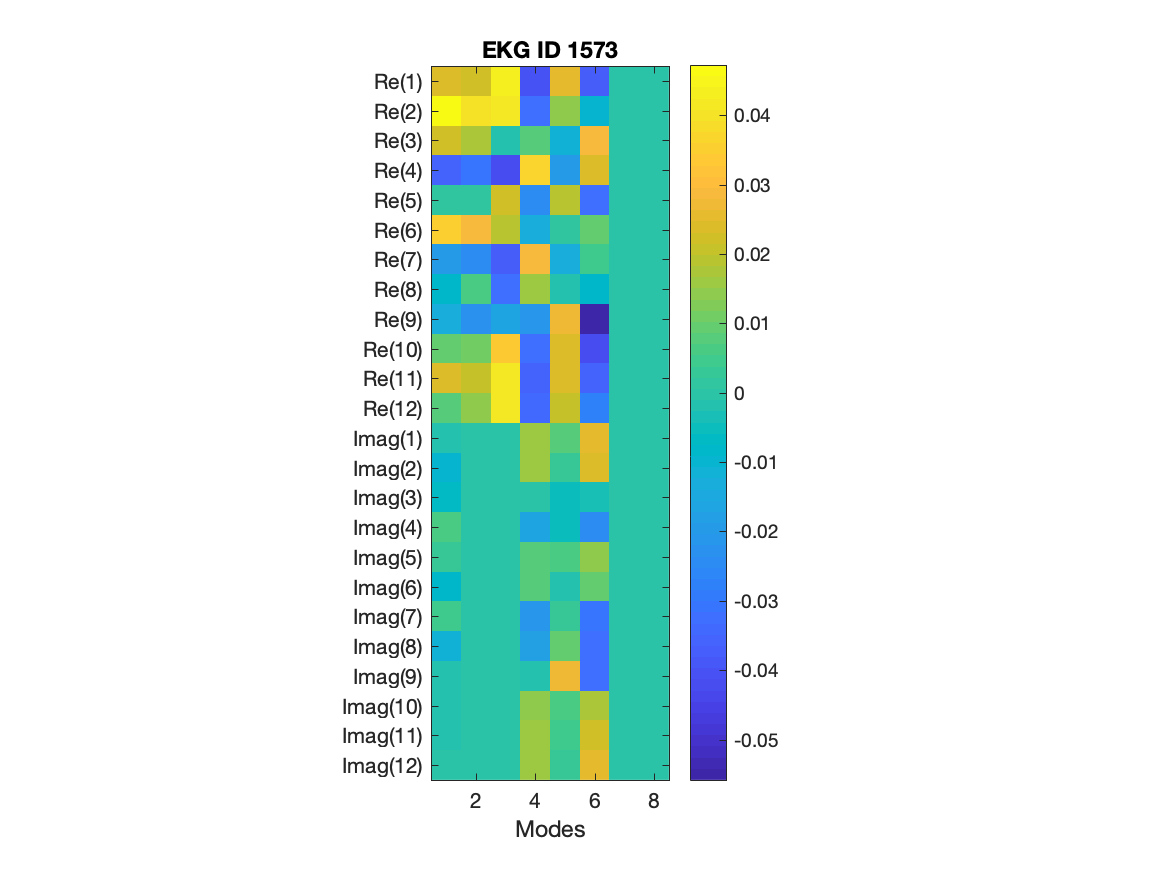 EKG ID 1573
Re(1)
Re(2)
Re(3)
Re(4)
Re(5)
Re(6)
Re(7)
Re(8)
Re(9)
Re(10)
Re(11)
Re(12)
Imag(1)
Imag(2)
Imag(3)
Imag(4)
Imag(5)
Imag(6)
Imag(7)
Imag(8)
Imag(9)
Imag(10)
Imag(11)
Imag(12)
2 4 6 8
Modes
0.04
0.03
0.02
0.01
0
-0.01
-0.02
-0.03
-0.04
-0.05